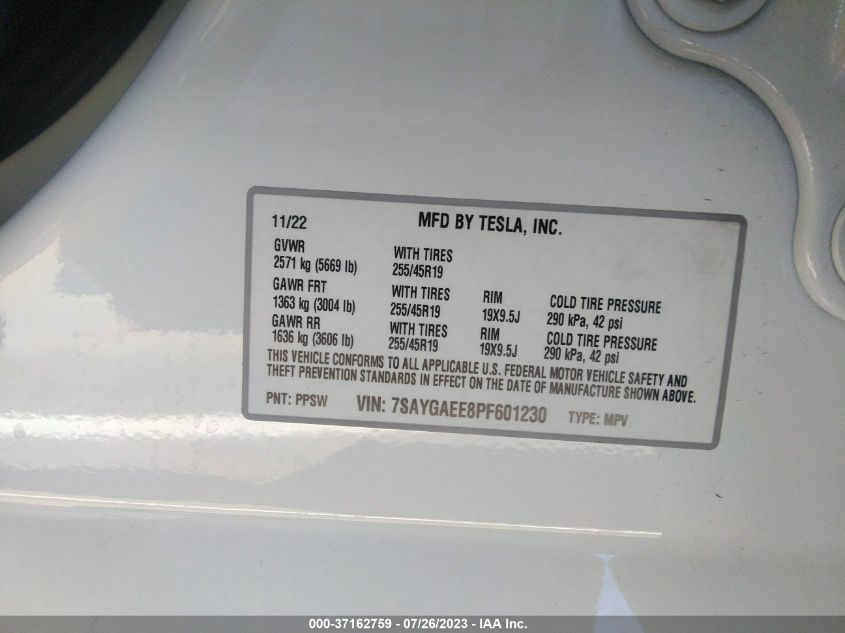 11/22 MFD BY TESLA, INC.
GVWR
2571 kg (5669 lb) WITH TIRES
255/45R19
GAWR FRT
1363 kg (3004 lb) WITH TIRES
255/45R19 RIM
19X9.5J COLD TIRE PRESSURE
290 kPa, 42 psi
GAWR RR
1636 kg (3606 lb) WITH TIRES
255/45R19 RIM
19X9.5J COLD TIRE PRESSURE
290 kPa, 42 psi
THIS VEHICLE CONFORMS TO ALL APPLICABLE U.S. FEDERAL MOTOR VEHICLE SAFETY AND
THEFT PREVENTION STANDARDS IN EFFECT ON THE DATE OF MANUFACTURE SHOWN ABOVE.
PNT: PPSW VIN: 7SAYGAEE8PF601230 TYPE: MPV
000-37162759 - 07/26/2023 - IAA Inc.